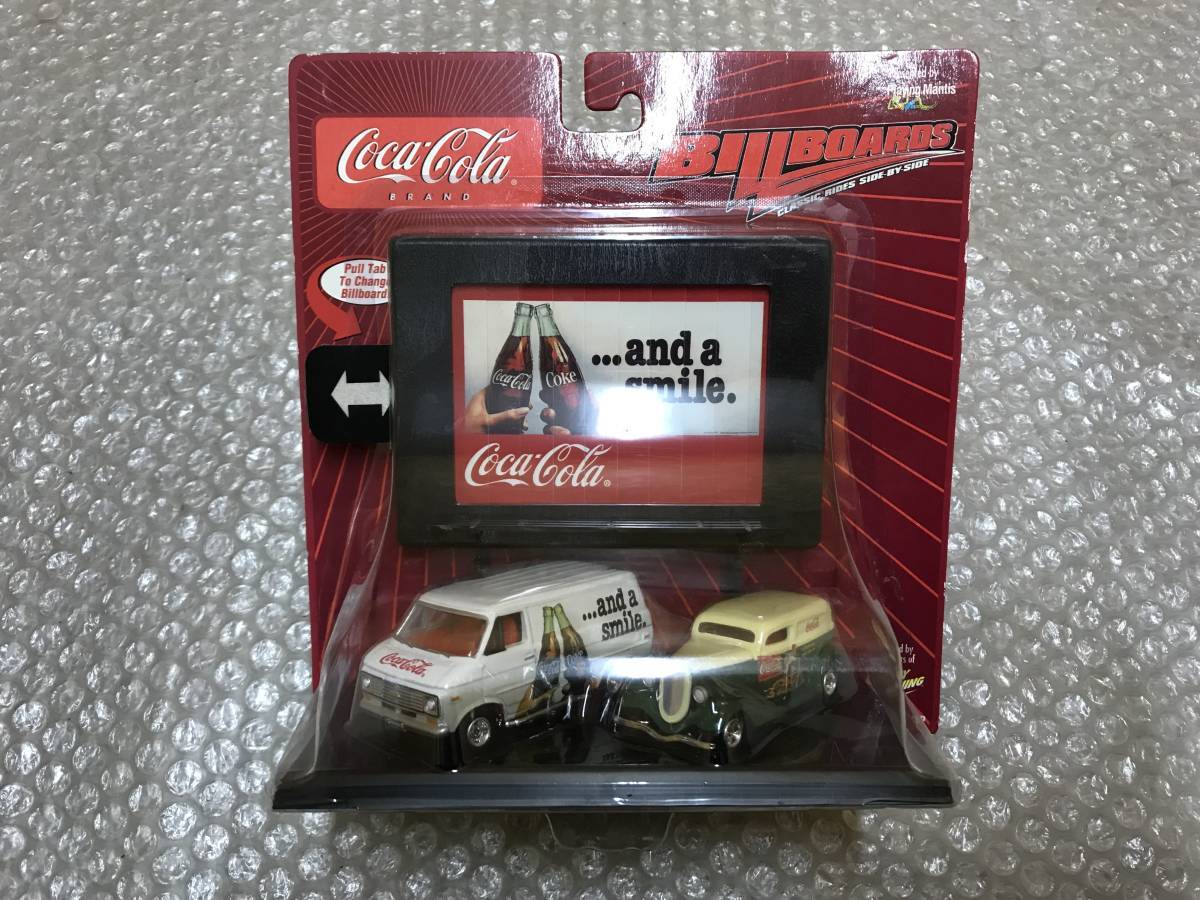 Coca-Cola®
BRAND
by
Playing Mantis
BILLBOARDS
CLASSIC RIDES SIDE-BY-SIDE
Pull Tab
To Change
Billboard
...and a
smile.
Coca-Cola
Coke
Coca-Cola®
...and a
smile.
Coca-Cola